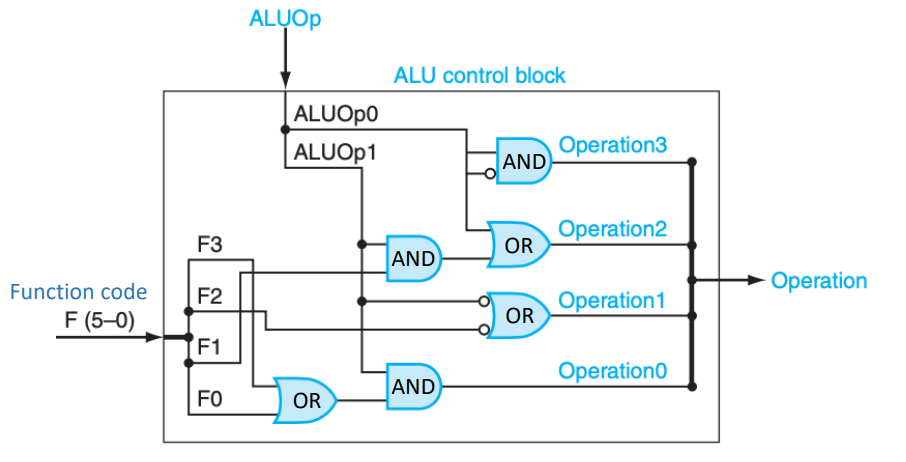 ALUOp
ALU control block
ALUOp0
ALUOp1
AND
Operation3
OR
Operation2
F3
AND
Function code
F (5–0)
F2
OR
Operation1
Operation
F1
F0
OR
AND
Operation0